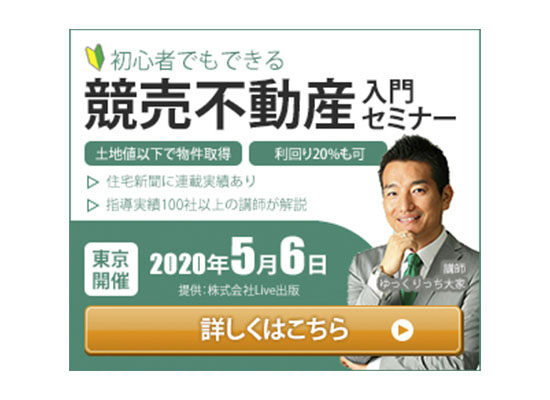 初心者でもできる
競売不動産入門セミナー
土地値以下で物件取得
利回り20%も可
▷ 住宅新聞に連載実績あり
▷ 指導実績100社以上の講師が解説
東京開催
2020年5月6日
提供:株式会社Live出版
講師
ゆっくりっち大家
詳しくはこちら